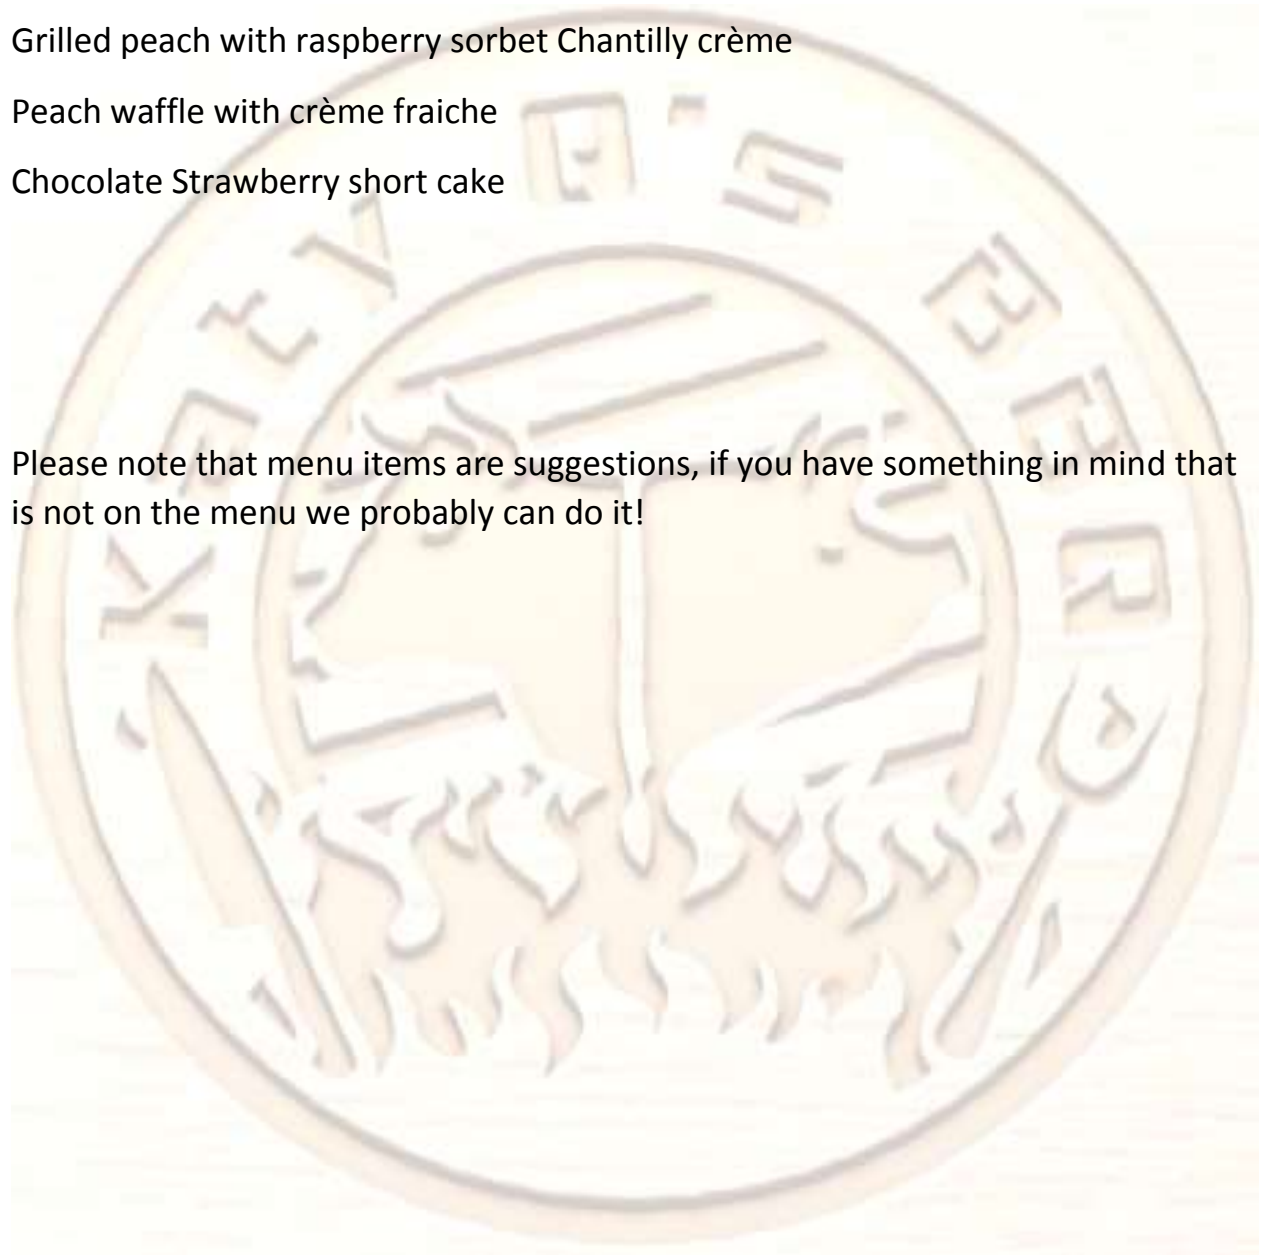 Grilled peach with raspberry sorbet Chantilly crème
Peach waffle with crème fraiche
Chocolate Strawberry short cake
Please note that menu items are suggestions, if you have something in mind that
is not on the menu we probably can do it!
Katy